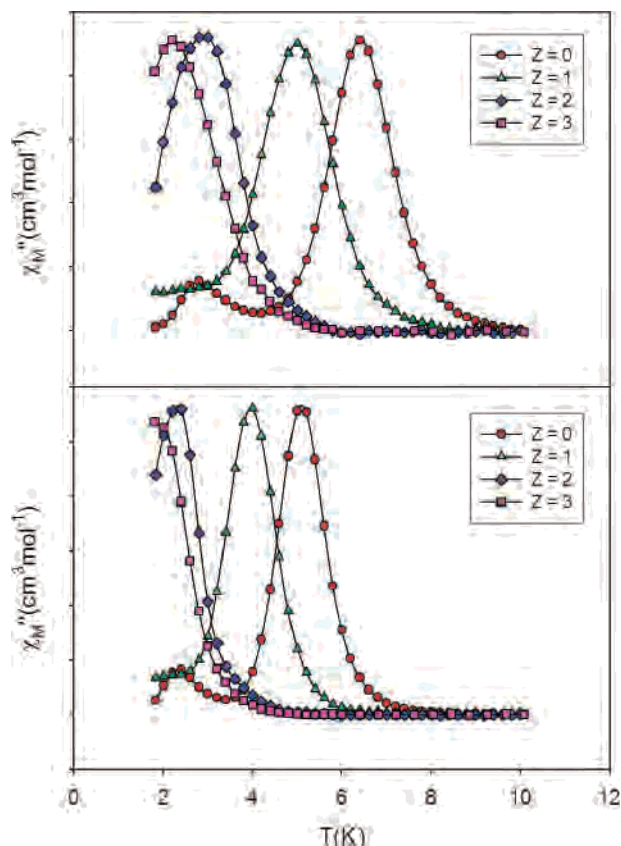 χM"(cm3mol-1)
Z = 0
Z = 1
Z = 2
Z = 3
χM"(cm3mol-1)
Z = 0
Z = 1
Z = 2
Z = 3
0 2 4 6 8 10 12
T(K)